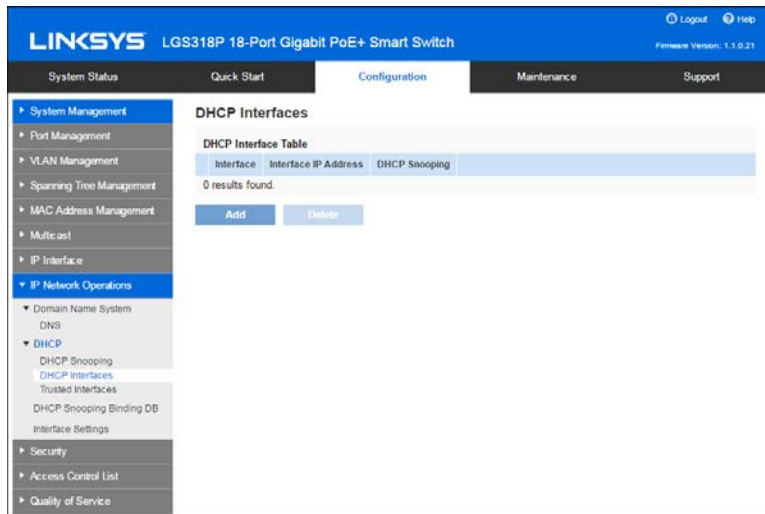 Logout Help
LINKSYS LGS318P 18-Port Gigabit PoE+ Smart Switch
Firmware Version: 1.1.0.21
System Status Quick Start Configuration Maintenance Support
System Management
Port Management
VLAN Management
Spanning Tree Management
MAC Address Management
Multicast
IP Interface
IP Network Operations
Domain Name System
DNS
DHCP
DHCP Snooping
DHCP Interfaces
Trusted Interfaces
DHCP Snooping Binding DB
Interface Settings
Security
Access Control List
Quality of Service
DHCP Interfaces
DHCP Interface Table
Interface Interface IP Address DHCP Snooping
0 results found.
Add Delete